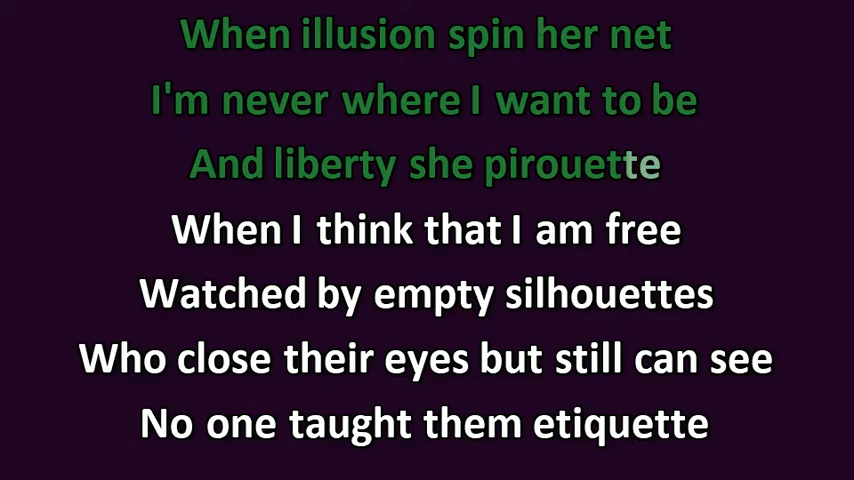 When illusion spin her net
I'm never where I want to be
And liberty she pirouette
When I think that I am free
Watched by empty silhouettes
Who close their eyes but still can see
No one taught them etiquette